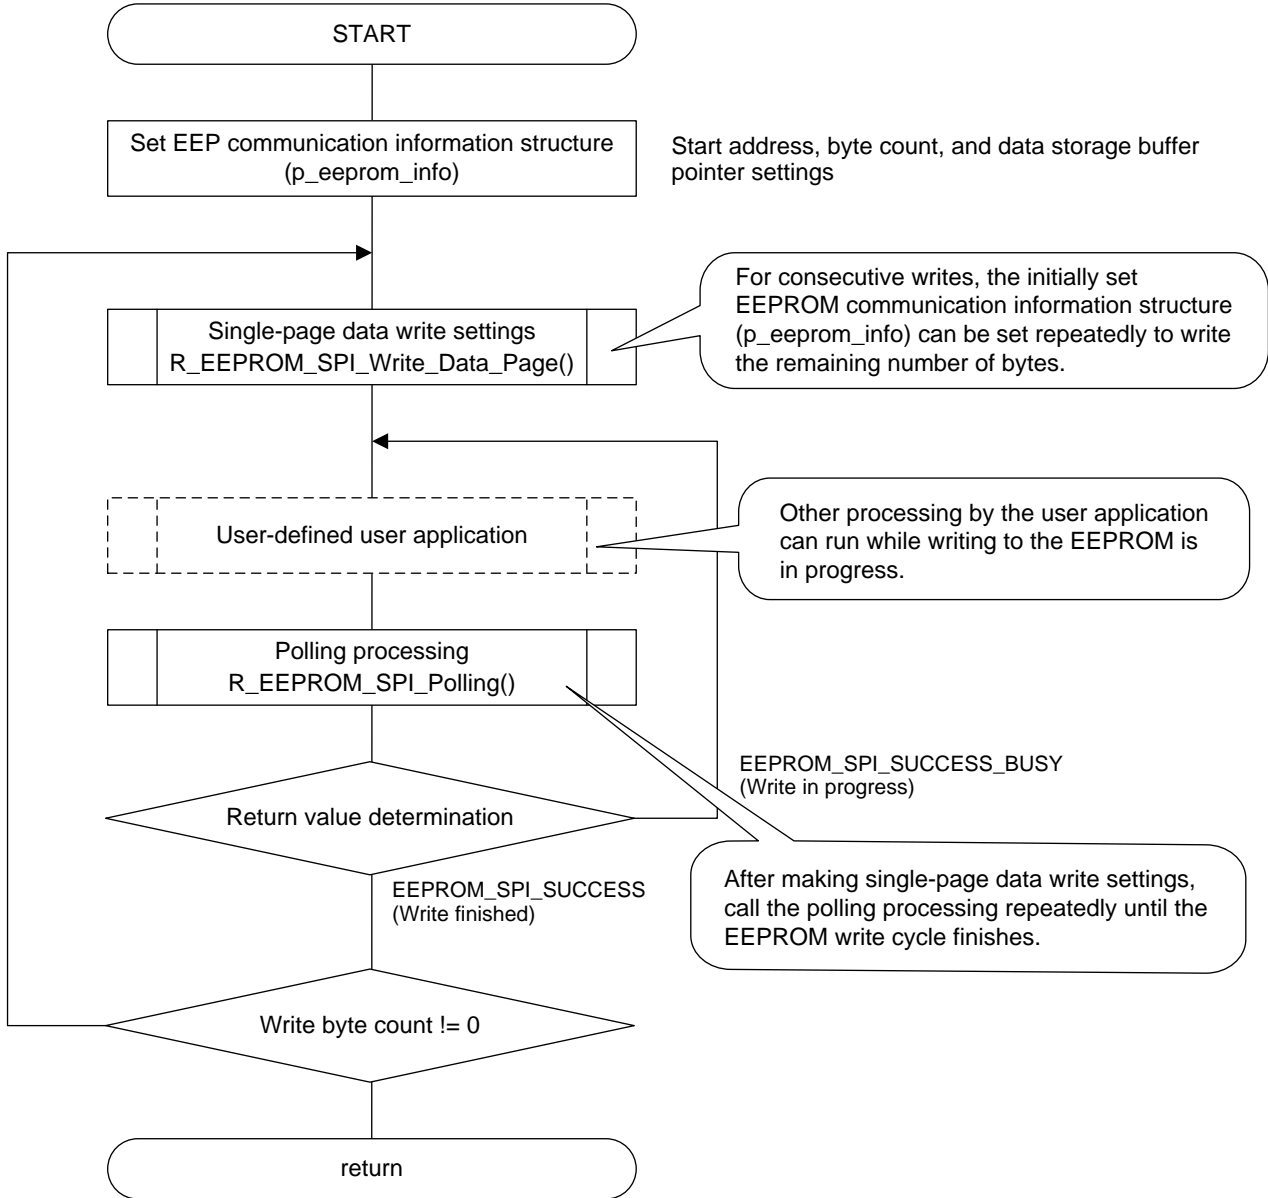 START
Set EEP communication information structure
(p_eeprom_info)
Start address, byte count, and data storage buffer
pointer settings
For consecutive writes, the initially set
EEPROM communication information structure
(p_eeprom_info) can be set repeatedly to write
the remaining number of bytes.
Single-page data write settings
R_EEPROM_SPI_Write_Data_Page()
User-defined user application
Other processing by the user application
can run while writing to the EEPROM is
in progress.
Polling processing
R_EEPROM_SPI_Polling()
EEPROM_SPI_SUCCESS_BUSY
(Write in progress)
Return value determination
EEPROM_SPI_SUCCESS
(Write finished)
After making single-page data write settings,
call the polling processing repeatedly until the
EEPROM write cycle finishes.
Write byte count != 0
return